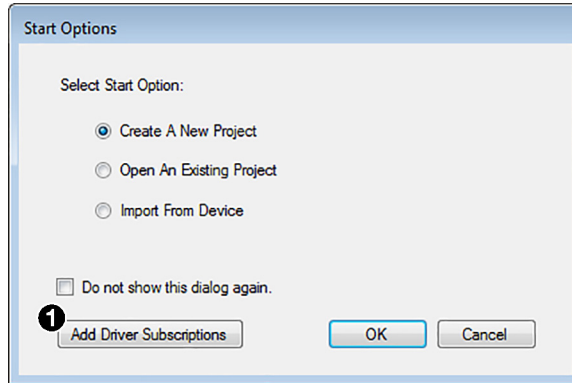 Start Options
Select Start Option:
Create A New Project
Open An Existing Project
Import From Device
Do not show this dialog again.
1
Add Driver Subscriptions OK Cancel